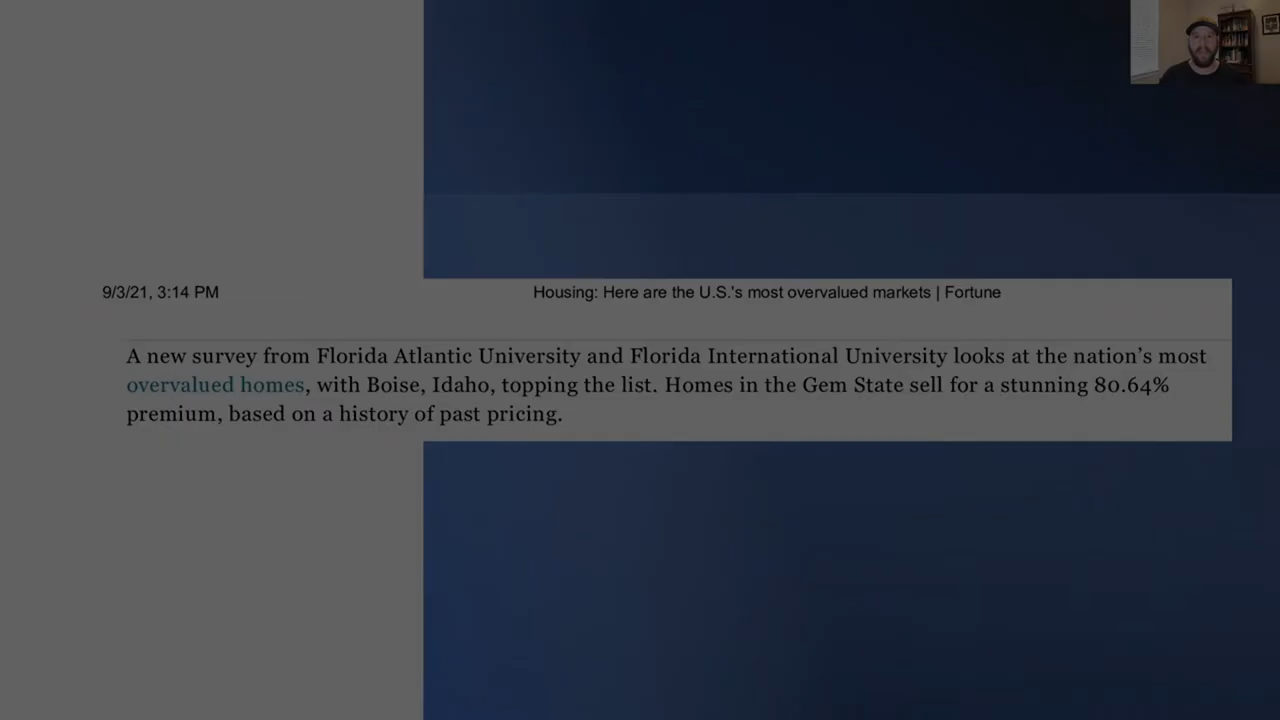 9/3/21, 3:14 PM Housing: Here are the U.S.'s most overvalued markets | Fortune
A new survey from Florida Atlantic University and Florida International University looks at the nation’s most
overvalued homes, with Boise, Idaho, topping the list. Homes in the Gem State sell for a stunning 80.64%
premium, based on a history of past pricing.